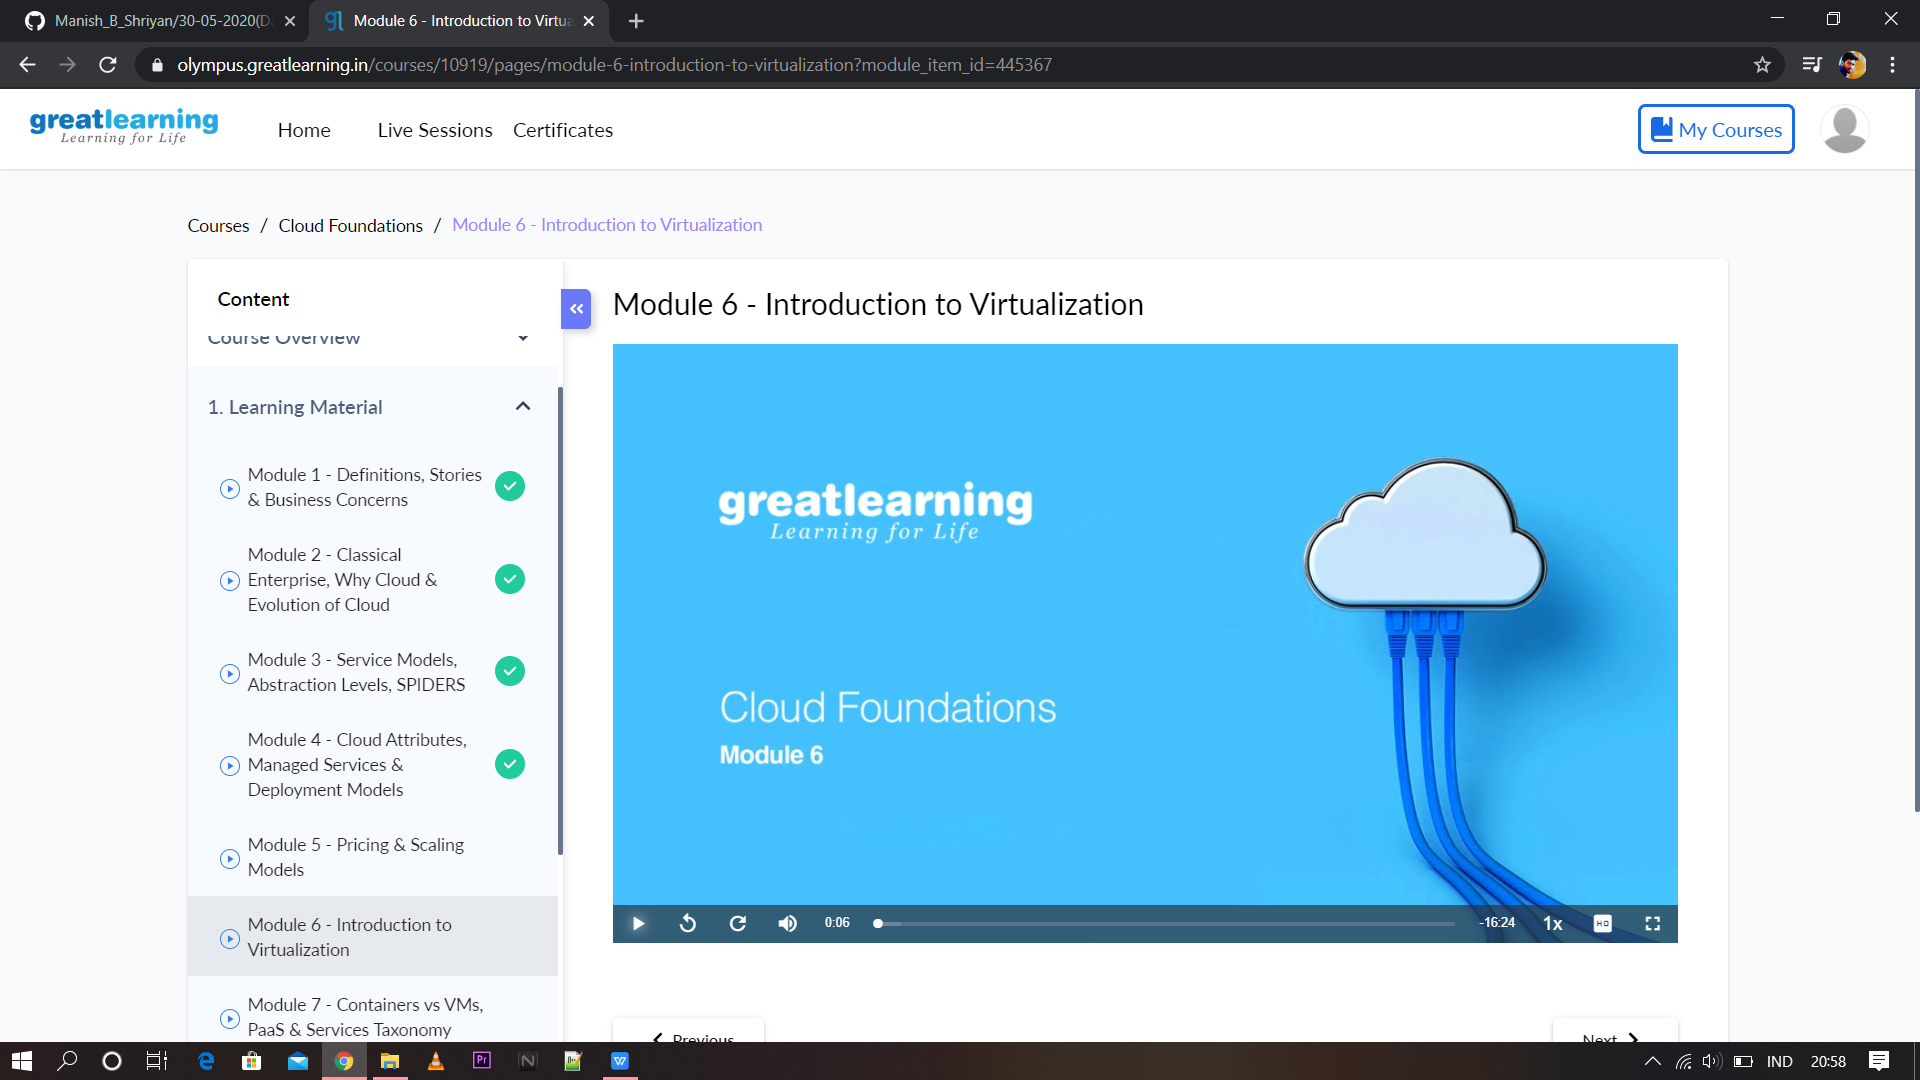 Manish_B_Shriyan/30-05-2020(Da
Module 6 - Introduction to Virtua
olympus.greatlearning.in/courses/10919/pages/module-6-introduction-to-virtualization?module_item_id=445367
greatlearning
Learning for Life
Home
Live Sessions
Certificates
My Courses
Courses / Cloud Foundations / Module 6 - Introduction to Virtualization
Content
Course Overview
1. Learning Material
Module 1 - Definitions, Stories
& Business Concerns
Module 2 - Classical
Enterprise, Why Cloud &
Evolution of Cloud
Module 3 - Service Models,
Abstraction Levels, SPIDERS
Module 4 - Cloud Attributes,
Managed Services &
Deployment Models
Module 5 - Pricing & Scaling
Models
Module 6 - Introduction to
Virtualization
Module 7 - Containers vs VMs,
PaaS & Services Taxonomy
Module 6 - Introduction to Virtualization
greatlearning
Learning for Life
Cloud Foundations
Module 6
0:06
-16:24
1x
HD
Previous
Next
Pr
N
W
IND
20:58